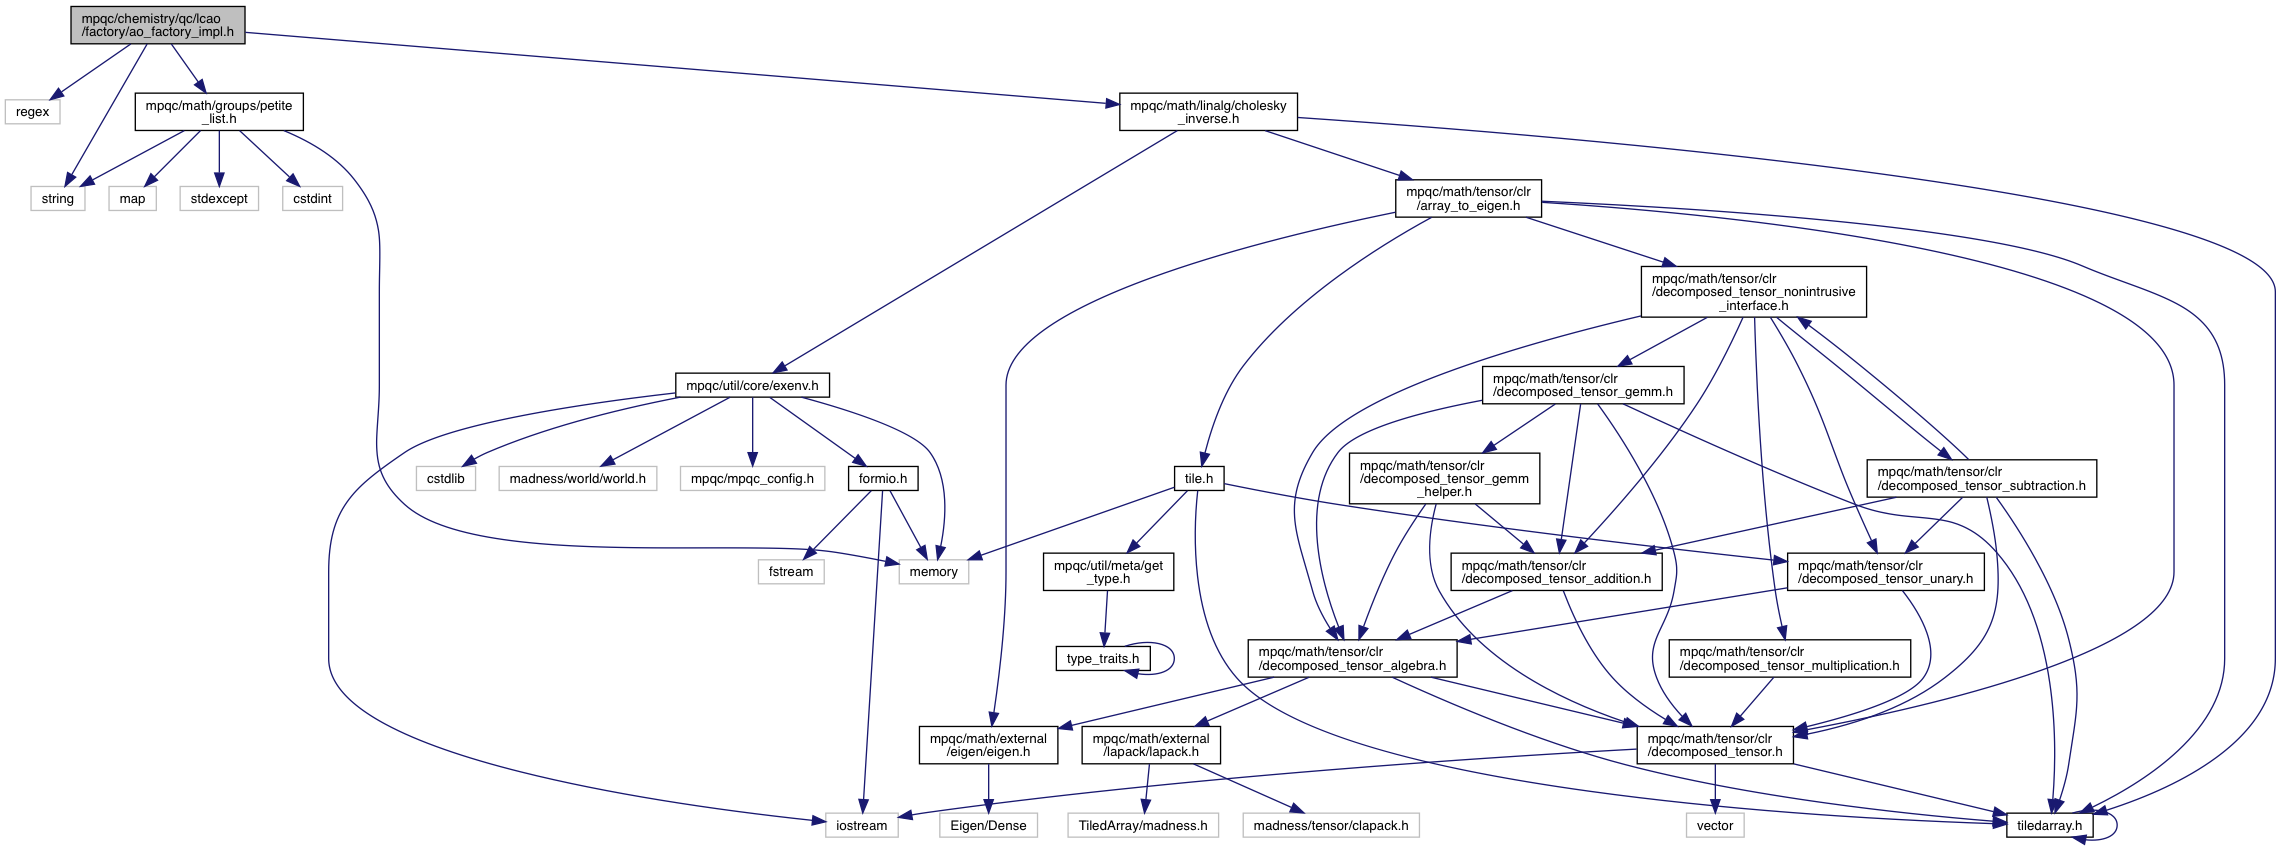 mpqc/chemistry/qc/lcao
/factory/ao_factory_impl.h
regex
mpqc/math/groups/petite
_list.h
mpqc/math/linalg/cholesky
_inverse.h
string
map
stdexcept
cstdint
mpqc/math/tensor/clr
/array_to_eigen.h
mpqc/math/tensor/clr
/decomposed_tensor_nonintrusive
_interface.h
mpqc/util/core/exenv.h
mpqc/math/tensor/clr
/decomposed_tensor_gemm.h
cstdlib
madness/world/world.h
mpqc/mpqc_config.h
formio.h
tile.h
mpqc/math/tensor/clr
/decomposed_tensor_gemm
_helper.h
mpqc/math/tensor/clr
/decomposed_tensor_subtraction.h
fstream
memory
mpqc/util/meta/get
_type.h
mpqc/math/tensor/clr
/decomposed_tensor_addition.h
mpqc/math/tensor/clr
/decomposed_tensor_unary.h
type_traits.h
mpqc/math/tensor/clr
/decomposed_tensor_algebra.h
mpqc/math/tensor/clr
/decomposed_tensor_multiplication.h
mpqc/math/external
/eigen/eigen.h
mpqc/math/external
/lapack/lapack.h
mpqc/math/tensor/clr
/decomposed_tensor.h
iostream
Eigen/Dense
TiledArray/madness.h
madness/tensor/clapack.h
vector
tiledarray.h